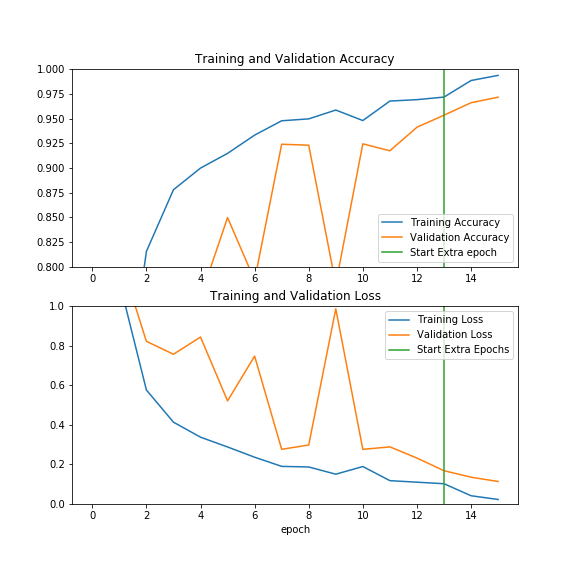 Training and Validation Accuracy
1.000
0.975
0.950
0.925
0.900
0.875
0.850
0.825
0.800
Training Accuracy
Validation Accuracy
Start Extra epoch
0 2 4 6 8 10 12 14
Training and Validation Loss
1.0
0.8
0.6
0.4
0.2
0.0
Training Loss
Validation Loss
Start Extra Epochs
0 2 4 6 8 10 12 14
epoch